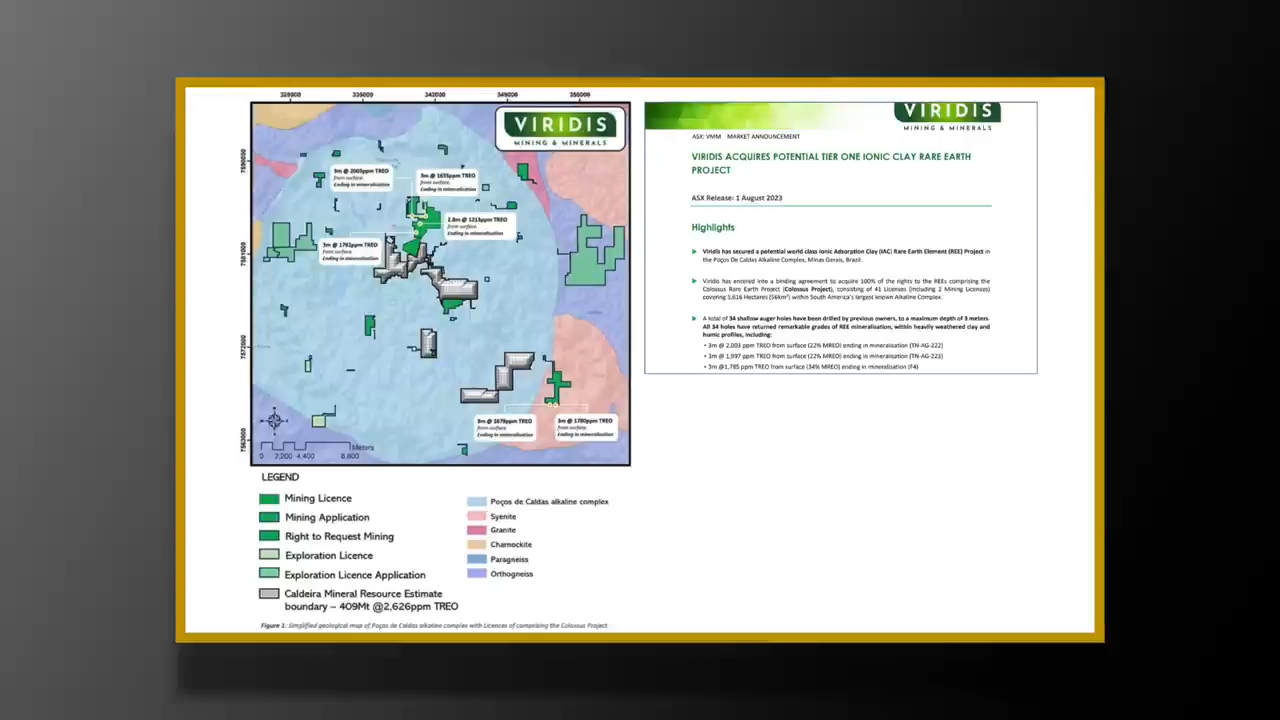 329000 335000 342000 349000 356000
VIRIDIS
MINING & MINERALS
3m @ 2005ppm TREO
from surface.
Ending in mineralisation
3m @ 1655ppm TREO
from surface.
Ending in mineralisation
2.8m @ 1213ppm TREO
from surface.
Ending in mineralisation
3m @ 1762ppm TREO
from surface.
Ending in mineralisation
3m @ 1678ppm TREO
from surface.
Ending in mineralisation
3m @ 1780ppm TREO
from surface.
Ending in mineralisation
7581000
7572000
7563000
Meters
0 2,200 4,400 8,800
LEGEND
Mining Licence
Mining Application
Right to Request Mining
Exploration Licence
Exploration Licence Application
Caldeira Mineral Resource Estimate
boundary – 409Mt @2,626ppm TREO
Poços de Caldas alkaline complex
Syenite
Granite
Charnockite
Paragneiss
Orthogneiss
Figure 1: Simplified geological map of Poços de Caldas alkaline complex with Licences of comprising the Colossus Project
VIRIDIS
MINING & MINERALS
ASX: VMM MARKET ANNOUNCEMENT
VIRIDIS ACQUIRES POTENTIAL TIER ONE IONIC CLAY RARE EARTH
PROJECT
ASX Release: 1 August 2023
Highlights
Viridis has secured a potential world class Ionic Adsorption Clay (IAC) Rare Earth Element (REE) Project in
the Poços De Caldas Alkaline Complex, Minas Gerais, Brazil.
Viridis has entered into a binding agreement to acquire 100% of the rights to the REEs comprising the
Colossus Rare Earth Project (Colossus Project), consisting of 41 Licenses (including 2 Mining Licenses)
covering 5,616 Hectares (56km²) within South America's largest known Alkaline Complex.
A total of 34 shallow auger holes have been drilled by previous owners, to a maximum depth of 3 meters.
All 34 holes have returned remarkable grades of REE mineralisation, within heavily weathered clay and
humic profiles, including:
• 3m @ 2,003 ppm TREO from surface (22% MREO) ending in mineralisation (TN-AG-222)
• 3m @ 1,997 ppm TREO from surface (22% MREO) ending in mineralisation (TN-AG-223)
• 3m @1,785 ppm TREO from surface (34% MREO) ending in mineralisation (F4)